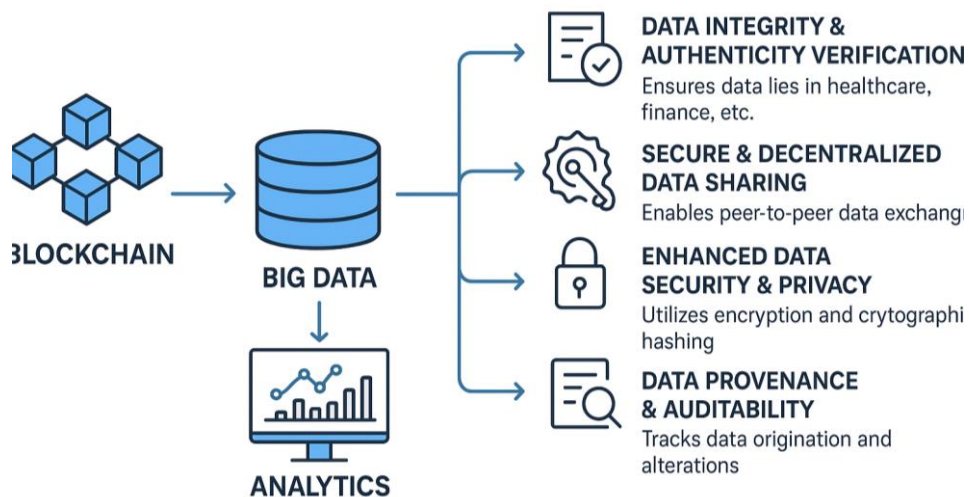 BLOCKCHAIN
BIG DATA
ANALYTICS
DATA INTEGRITY &
AUTHENTICITY VERIFICATION
Ensures data lies in healthcare,
finance, etc.
SECURE & DECENTRALIZED
DATA SHARING
Enables peer-to-peer data exchang
ENHANCED DATA
SECURITY & PRIVACY
Utilizes encryption and crytographi
hashing
DATA PROVENANCE
& AUDITABILITY
Tracks data origination and
alterations